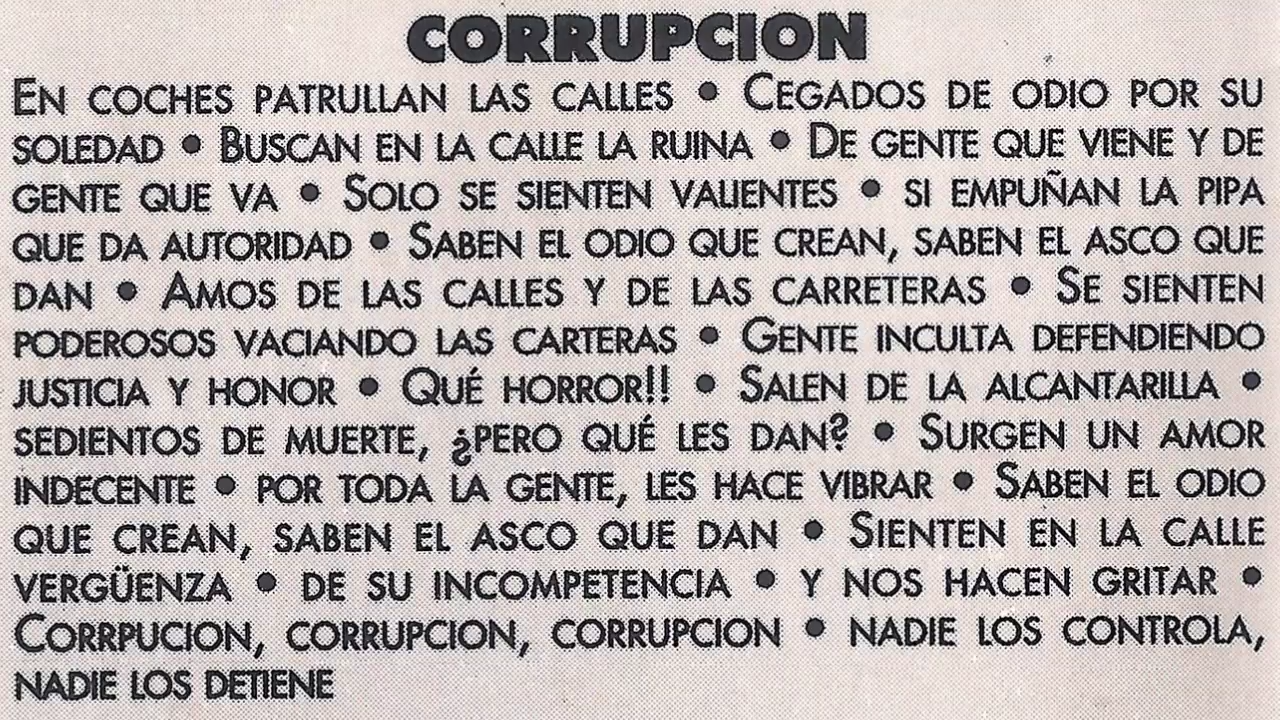 CORRUPCION
EN COCHES PATRULLAN LAS CALLES • CEGADOS DE ODIO POR SU
SOLEDAD • BUSCAN EN LA CALLE LA RUINA • DE GENTE QUE VIENE Y DE
GENTE QUE VA • SOLO SE SIENTEN VALIENTES • SI EMPUÑAN LA PIPA
QUE DA AUTORIDAD • SABEN EL ODIO QUE CREAN, SABEN EL ASCO QUE
DAN • AMOS DE LAS CALLES Y DE LAS CARRETERAS • SE SIENTEN
PODEROSOS VACIANDO LAS CARTERAS • GENTE INCULTA DEFENDIENDO
JUSTICIA Y HONOR • QUÉ HORROR!! • SALEN DE LA ALCANTARILLA •
SEDIENTOS DE MUERTE, ¿PERO QUÉ LES DAN? • SURGEN UN AMOR
INDECENTE • POR TODA LA GENTE, LES HACE VIBRAR • SABEN EL ODIO
QUE CREAN, SABEN EL ASCO QUE DAN • SIENTEN EN LA CALLE
VERGÜENZA • DE SU INCOMPETENCIA • Y NOS HACEN GRITAR •
CORRPUCION, CORRUPCION, CORRUPCION • NADIE LOS CONTROLA,
NADIE LOS DETIENE